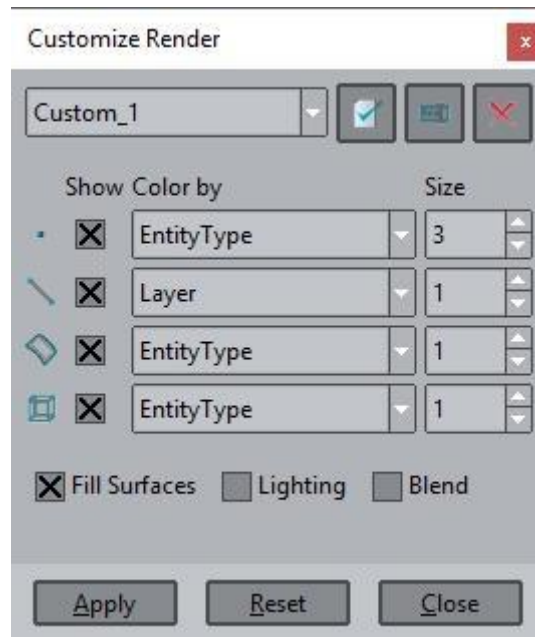 Customize Render
x
Custom_1
Show Color by Size
EntityType 3
Layer 1
EntityType 1
EntityType 1
Fill Surfaces Lighting Blend
Apply Reset Close